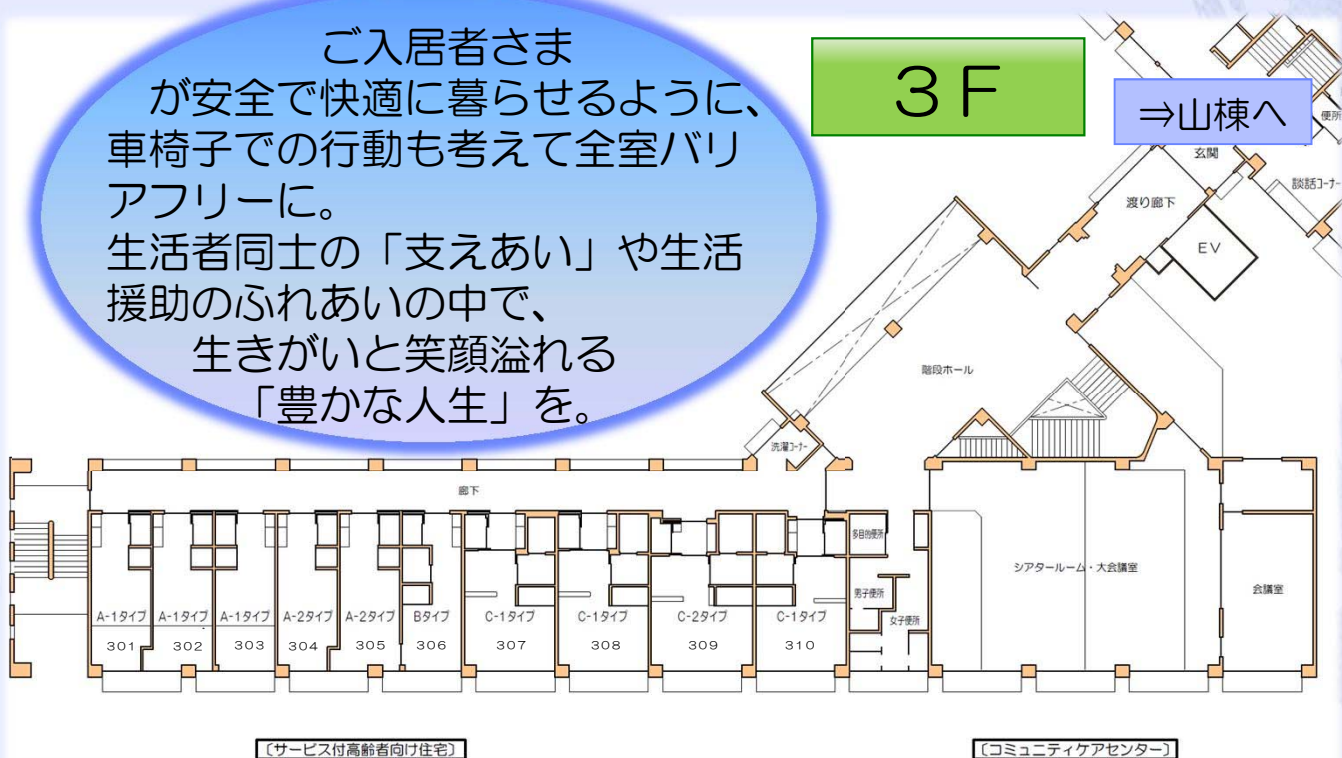 ご入居者さま
が安全で快適に暮らせるように、
車椅子での行動も考えて全室バリ
アフリーに。
生活者同士の「支えあい」や生活
援助のふれあいの中で、
生きがいと笑顔溢れる
「豊かな人生」を。
３Ｆ
⇒山棟へ
便所
玄関
談話コーナー
渡り廊下
EV
階段ホール
洗濯コーナー
廊下
多目的便所
シアタールーム・大会議室
会議室
男子便所
女子便所
A-1タイプ A-1タイプ A-1タイプ A-2タイプ A-2タイプ Bタイプ C-1タイプ C-1タイプ C-2タイプ C-1タイプ
301 302 303 304 305 306 307 308 309 310
〔サービス付高齢者向け住宅〕
〔コミュニティケアセンター〕